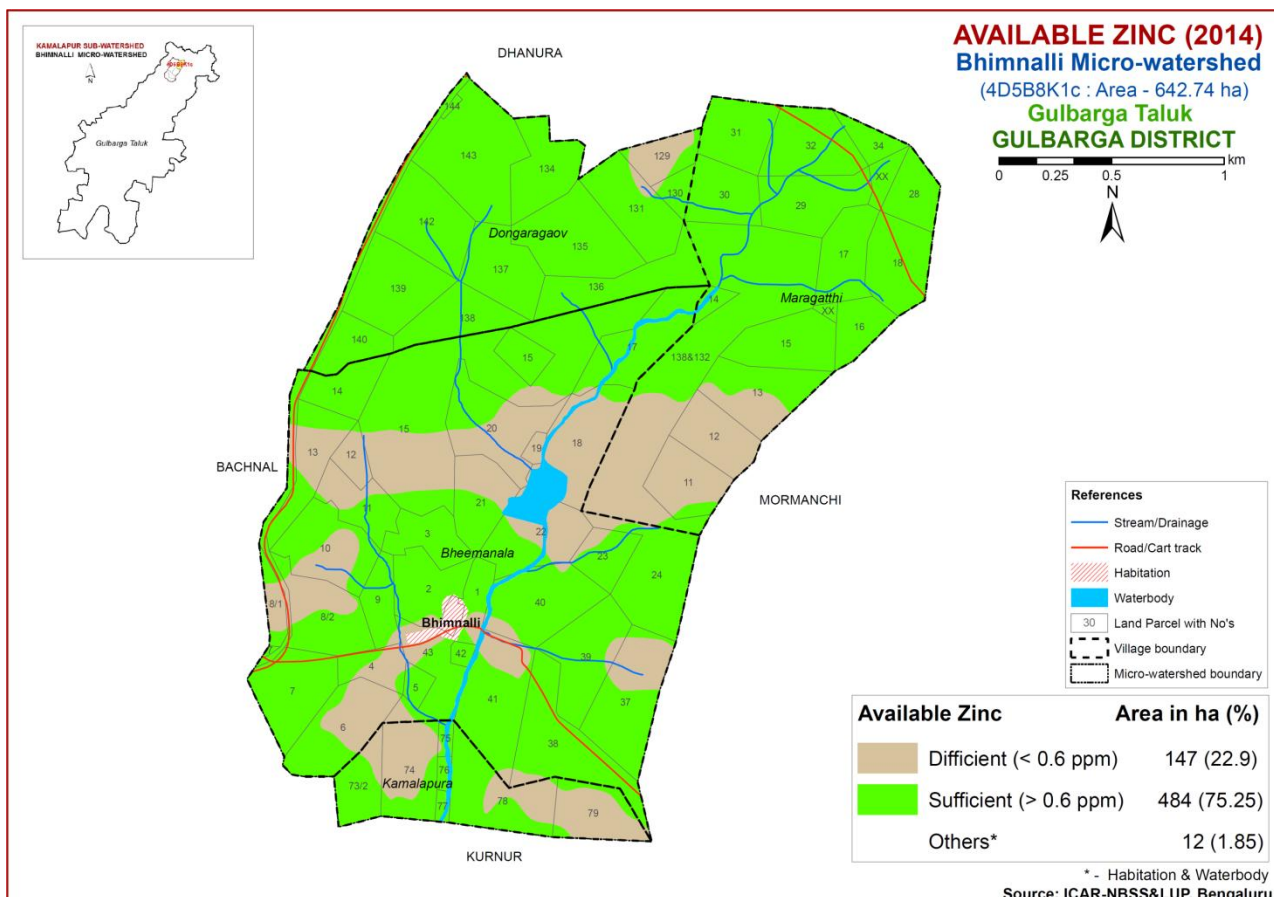 KAMALAPUR SUB-WATERSHED
BHIMNALLI MICRO-WATERSHED
N
4D5B8K1c
Gulbarga Taluk
AVAILABLE ZINC (2014)
Bhimnalli Micro-watershed
(4D5B8K1c : Area - 642.74 ha)
Gulbarga Taluk
GULBARGA DISTRICT
km
0 0.25 0.5 1
N
DHANURA
144
143
134
129
130
131
142
Dongaragaov
135
137
136
139
138
140
31
32
34
XX
28
30
29
17
18
Maragatthi
14
XX
16
15
17
138&132
15
14
13
15
20
18
12
19
13
12
11
BACHNAL
MORMANCHI
21
11
22
3
10
Bheemanala
23
24
2
1
9
40
8/1
8/2
Bhimnalli
43
42
39
4
7
5
41
37
6
75
38
74
76
Kamalapura
73/2
77
78
79
KURNUR
References
Stream/Drainage
Road/Cart track
Habitation
Waterbody
30 Land Parcel with No's
Village boundary
Micro-watershed boundary
Available Zinc Area in ha (%)
Difficient (< 0.6 ppm) 147 (22.9)
Sufficient (> 0.6 ppm) 484 (75.25)
Others* 12 (1.85)
* - Habitation & Waterbody
Source: ICAR-NBSS&LUP, Bengaluru